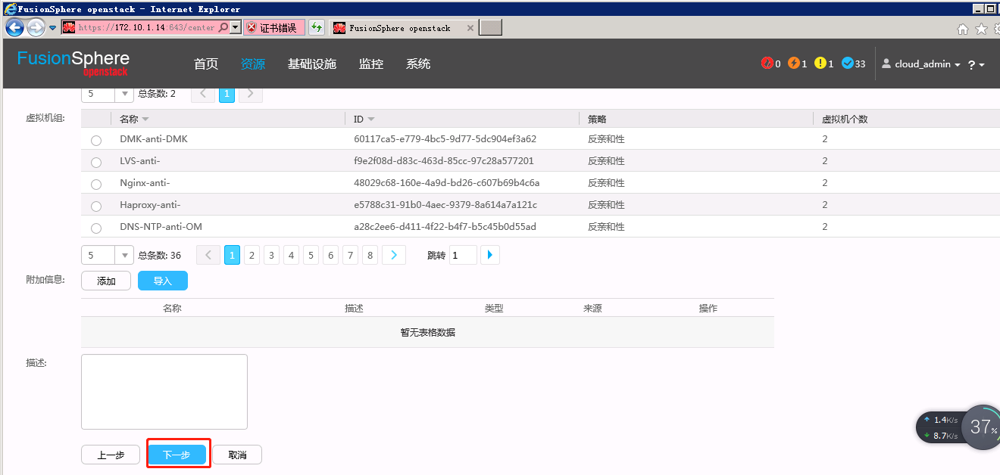 FusionSphere openstack - Internet Explorer
https://172.10.1.14:643/center 证书错误 FusionSphere openstack
FusionSphere openstack 首页 资源 基础设施 监控 系统 0 1 1 33 cloud_admin ?
5 总条数: 2 1
虚拟机组: 名称 ID 策略 虚拟机个数
DMK-anti-DMK 60117ca5-e779-4bc5-9d77-5dc904ef3a62 反亲和性 2
LVS-anti- f9e2f08d-d83c-463d-85cc-97c28a577201 反亲和性 2
Nginx-anti- 48029c68-160e-4a9d-bd26-c607b69b4c6a 反亲和性 2
Haproxy-anti- e5788c31-91b0-4aec-9379-8a614a7a121c 反亲和性 2
DNS-NTP-anti-OM a28c2ee6-d411-4f22-b4f7-b5c45b0d55ad 反亲和性 2
5 总条数: 36 1 2 3 4 5 6 7 8 跳转 1
附加信息: 添加 导入
名称 描述 类型 来源 操作
暂无表格数据
描述:
1.4K/s
8.7K/s
37%
上一步 下一步 取消